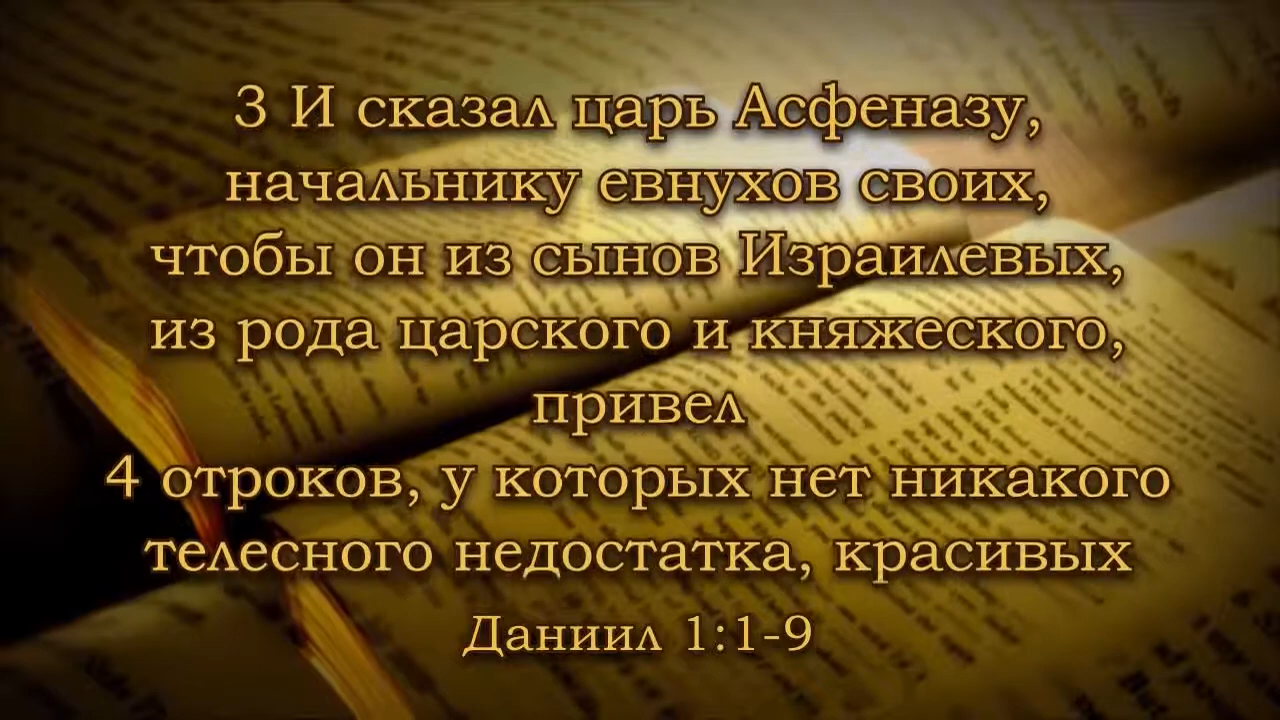 3 И сказал царь Асфеназу,
начальнику евнухов своих,
чтобы он из сынов Израилевых,
из рода царского и княжеского,
привел
4 отроков, у которых нет никакого
телесного недостатка, красивых
Даниил 1:1-9